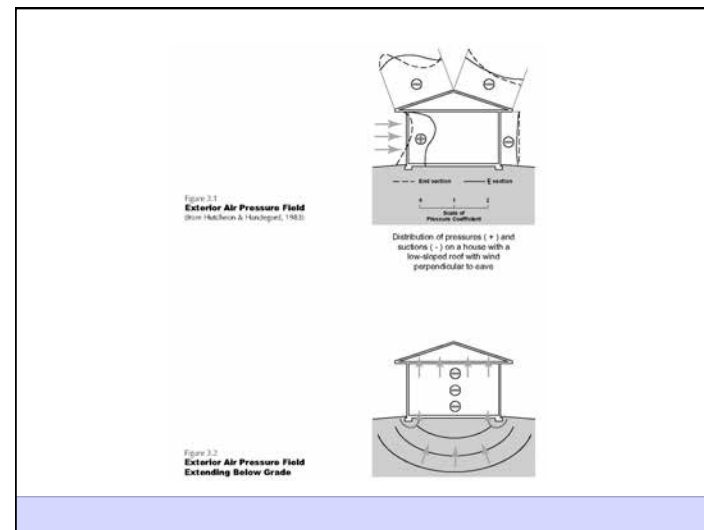 End section
℄ section
0 1 2
Scale of
Pressure Coefficient
Figure 3.1
Exterior Air Pressure Field
(from Hutcheon & Handegord, 1983)
Distribution of pressures ( + ) and
suctions ( - ) on a house with a
low-sloped roof with wind
perpendicular to eave
Figure 3.2
Exterior Air Pressure Field
Extending Below Grade